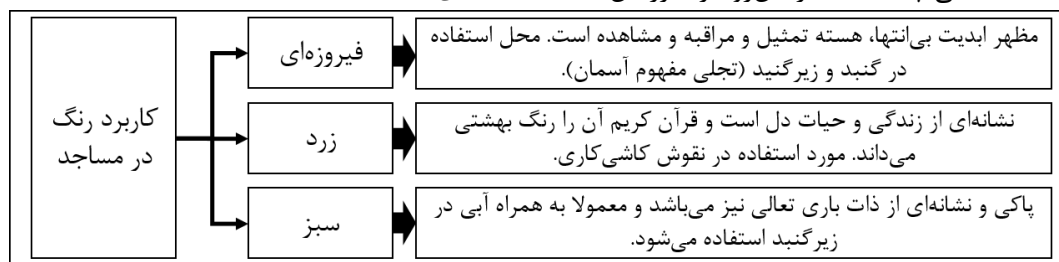 کاربرد رنگ
در مساجد
فیروزه‌ای
مظهر ابدیت بی‌انتها، هسته تمثیل و مراقبه و مشاهده است. محل استفاده
در گنبد و زیرگنبد (تجلی مفهوم آسمان).
زرد
نشانه‌ای از زندگی و حیات دل است و قرآن کریم آن را رنگ بهشتی
می‌داند. مورد استفاده در نقوش کاشی‌کاری.
سبز
پاکی و نشانه‌ای از ذات باری تعالی نیز می‌باشد و معمولا به همراه آبی در
زیرگنبد استفاده می‌شود.